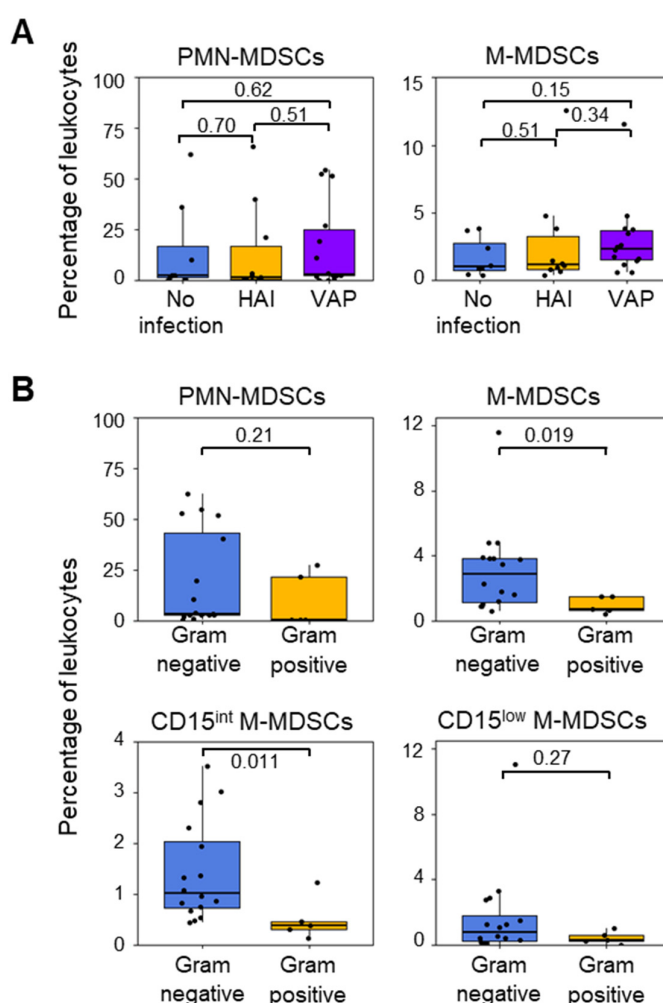 A
PMN-MDSCs
M-MDSCs
Percentage of leukocytes
100
75
50
25
0
0.62
0.70
0.51
No infection
HAI
VAP
15
10
5
0
0.15
0.51
0.34
No infection
HAI
VAP
B
PMN-MDSCs
M-MDSCs
Percentage of leukocytes
100
75
50
25
0
0.21
Gram negative
Gram positive
12
8
4
0
0.019
Gram negative
Gram positive
CD15int M-MDSCs
CD15low M-MDSCs
4
3
2
1
0
0.011
Gram negative
Gram positive
12
8
4
0
0.27
Gram negative
Gram positive